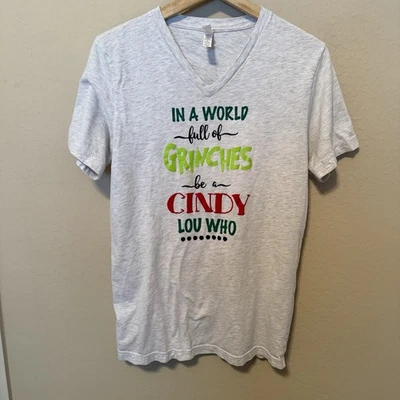 IN A WORLD
full of
GRINCHES
be a
CINDY
LOU WHO